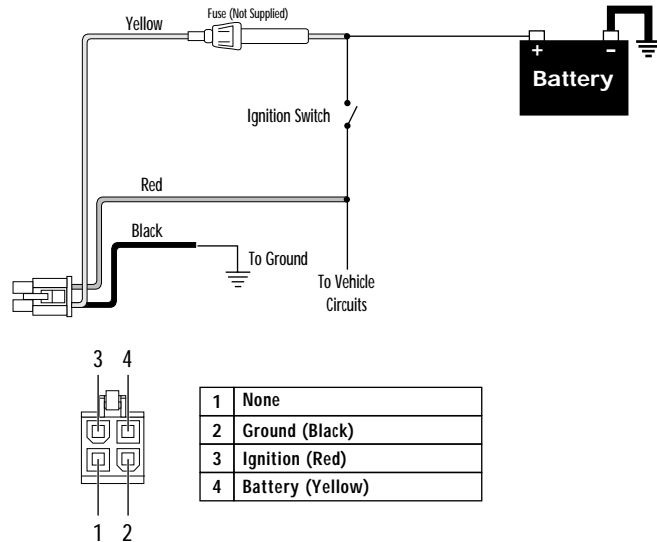 Yellow
Fuse (Not Supplied)
+
−
Battery
Ignition Switch
Red
Black
To Ground
To Vehicle
Circuits
3 4
1 2
1 None
2 Ground (Black)
3 Ignition (Red)
4 Battery (Yellow)